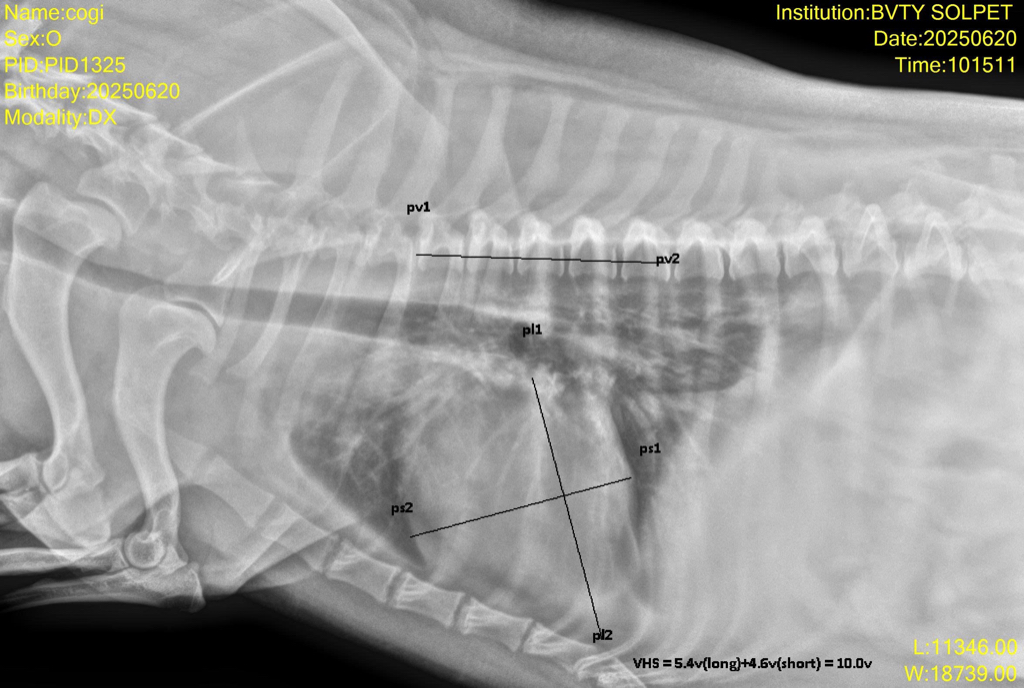 Name:cogi
Sex:O
PID:PID1325
Birthday:20250620
Modality:DX
Institution:BVTY SOLPET
Date:20250620
Time:101511
pv1
pv2
pl1
ps1
ps2
pl2
VHS = 5.4v(long)+4.6v(short) = 10.0v
L:11346.00
W:18739.00